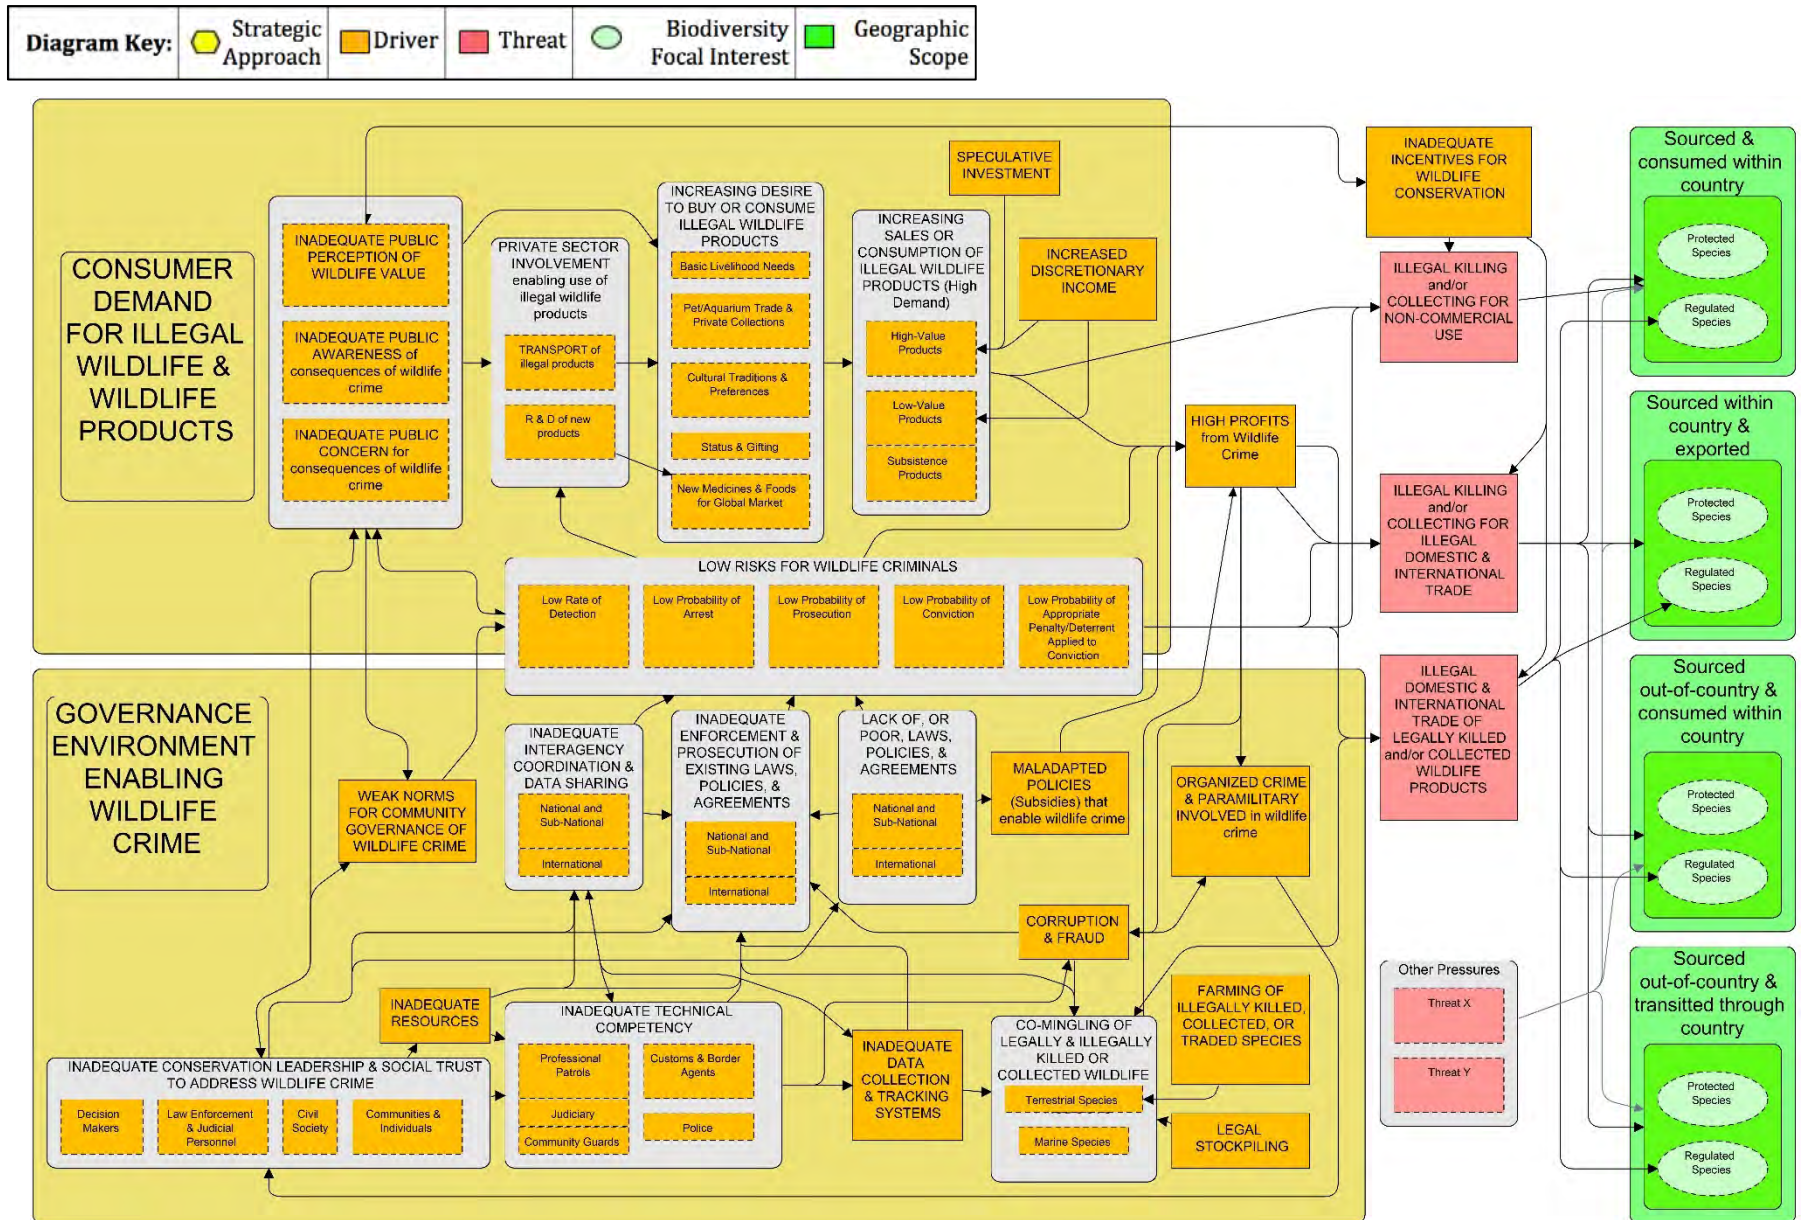 Diagram Key:
Strategic
Approach
Driver
Threat
Biodiversity
Focal Interest
Geographic
Scope
CONSUMER
DEMAND
FOR ILLEGAL
WILDLIFE &
WILDLIFE
PRODUCTS
INADEQUATE PUBLIC
PERCEPTION OF
WILDLIFE VALUE
INADEQUATE PUBLIC
AWARENESS of
consequences of wildlife
crime
INADEQUATE PUBLIC
CONCERN for
consequences of wildlife
crime
PRIVATE SECTOR
INVOLVEMENT
enabling use of
illegal wildlife
products
TRANSPORT of
illegal products
R & D of new
products
INCREASING DESIRE
TO BUY OR CONSUME
ILLEGAL WILDLIFE
PRODUCTS
Basic Livelihood Needs
Pet/Aquarium Trade &
Private Collections
Cultural Traditions &
Preferences
Status & Gifting
New Medicines & Foods
for Global Market
INCREASING
SALES OR
CONSUMPTION OF
ILLEGAL WILDLIFE
PRODUCTS (High
Demand)
High-Value
Products
Low-Value
Products
Subsistence
Products
SPECULATIVE
INVESTMENT
INCREASED
DISCRETIONARY
INCOME
LOW RISKS FOR WILDLIFE CRIMINALS
Low Rate of
Detection
Low Probability of
Arrest
Low Probability of
Prosecution
Low Probability of
Conviction
Low Probability of
Appropriate
Penalty/Deterrent
Applied to
Conviction
HIGH PROFITS
from Wildlife
Crime
INADEQUATE
INCENTIVES FOR
WILDLIFE
CONSERVATION
ILLEGAL KILLING
and/or
COLLECTING FOR
NON-COMMERCIAL
USE
ILLEGAL KILLING
and/or
COLLECTING FOR
ILLEGAL
DOMESTIC &
INTERNATIONAL
TRADE
ILLEGAL
DOMESTIC &
INTERNATIONAL
TRADE OF
LEGALLY KILLED
and/or COLLECTED
WILDLIFE
PRODUCTS
Sourced &
consumed within
country
Protected
Species
Regulated
Species
Sourced within
country &
exported
Protected
Species
Regulated
Species
Sourced
out-of-country &
consumed within
country
Protected
Species
Regulated
Species
Sourced
out-of-country &
transitted through
country
Protected
Species
Regulated
Species
Other Pressures
Threat X
Threat Y
GOVERNANCE
ENVIRONMENT
ENABLING
WILDLIFE
CRIME
WEAK NORMS
FOR COMMUNITY
GOVERNANCE OF
WILDLIFE CRIME
INADEQUATE
INTERAGENCY
COORDINATION &
DATA SHARING
National and
Sub-National
International
INADEQUATE
ENFORCEMENT &
PROSECUTION OF
EXISTING LAWS,
POLICIES, &
AGREEMENTS
National and
Sub-National
International
LACK OF, OR
POOR, LAWS,
POLICIES, &
AGREEMENTS
National and
Sub-National
International
MALADAPTED
POLICIES
(Subsidies) that
enable wildlife crime
ORGANIZED CRIME
& PARAMILITARY
INVOLVED in wildlife
crime
CORRUPTION
& FRAUD
INADEQUATE
RESOURCES
INADEQUATE CONSERVATION LEADERSHIP & SOCIAL TRUST
TO ADDRESS WILDLIFE CRIME
Decision
Makers
Law Enforcement
& Judicial
Personnel
Civil
Society
Communities &
Individuals
INADEQUATE TECHNICAL
COMPETENCY
Professional
Patrols
Customs & Border
Agents
Judiciary
Community Guards
Police
INADEQUATE
DATA
COLLECTION
& TRACKING
SYSTEMS
CO-MINGLING OF
LEGALLY & ILLEGALLY
KILLED OR
COLLECTED WILDLIFE
Terrestrial Species
Marine Species
FARMING OF
ILLEGALLY KILLED,
COLLECTED, OR
TRADED SPECIES
LEGAL
STOCKPILING